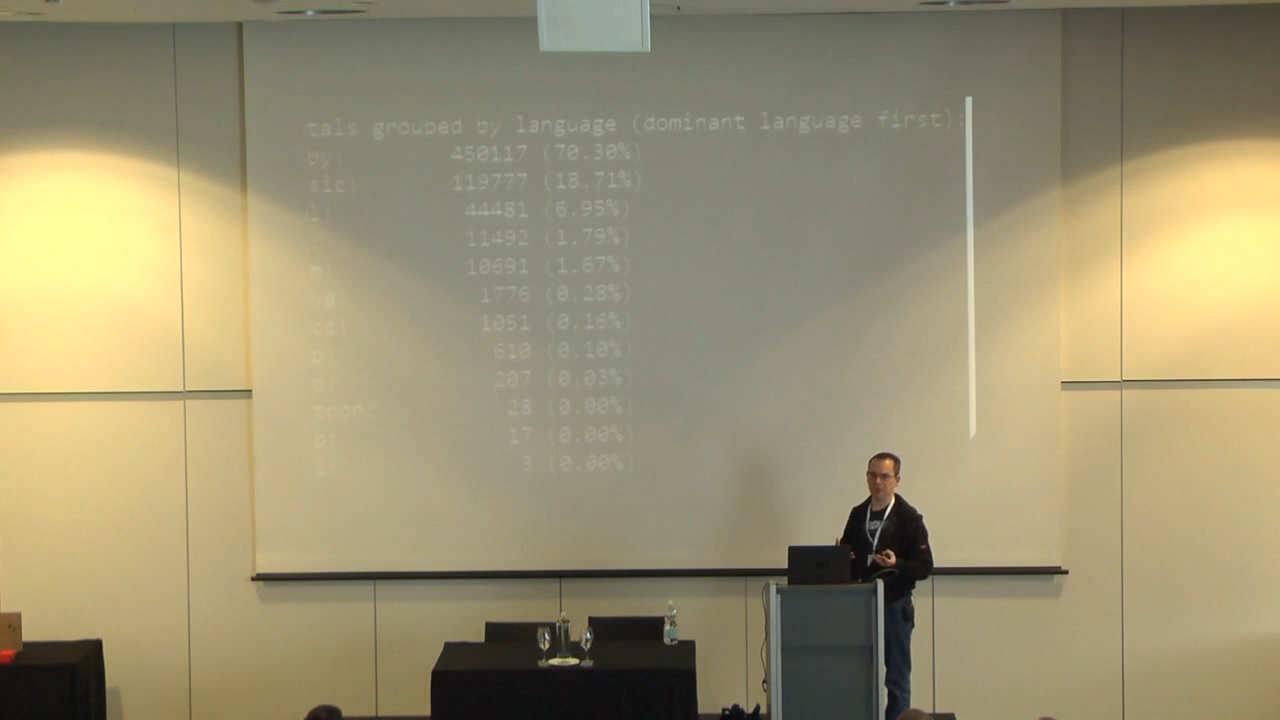 tals grouped by language (dominant language first):
by: 450117 (70.30%)
sic: 119777 (18.71%)
l: 44481 (6.95%)
11492 (1.79%)
10691 (1.67%)
1776 (0.28%)
1051 (0.16%)
610 (0.10%)
207 (0.03%)
28 (0.00%)
p: 17 (0.00%)
3 (0.00%)